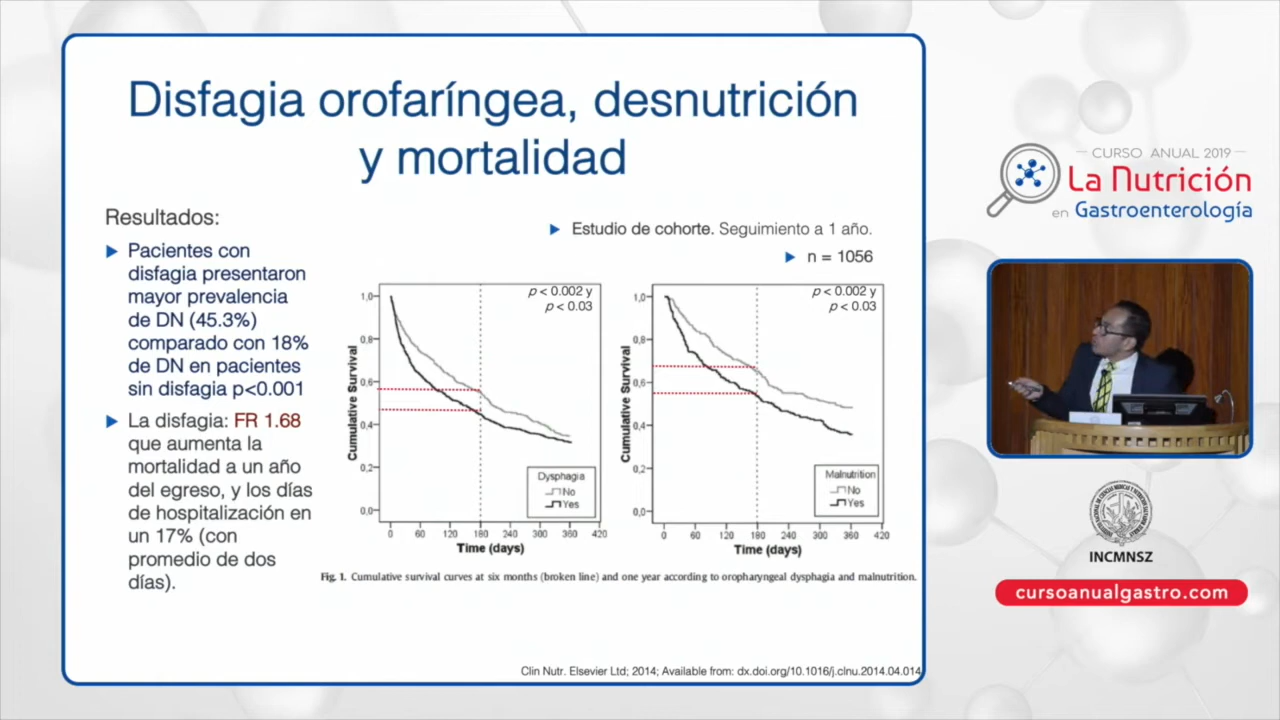 Disfagia orofaríngea, desnutrición
y mortalidad
Resultados:
Pacientes con
disfagia presentaron
mayor prevalencia
de DN (45.3%)
comparado con 18%
de DN en pacientes
sin disfagia p<0.001
La disfagia: FR 1.68
que aumenta la
mortalidad a un año
del egreso, y los días
de hospitalización en
un 17% (con
promedio de dos
días).
Estudio de cohorte. Seguimiento a 1 año.
n = 1056
p < 0.002 y
p < 0.03
Cumulative Survival
1,0
0,8
0,6
0,4
0,2
0,0
Dysphagia
No
Yes
0 60 120 180 240 300 360 420
Time (days)
p < 0.002 y
p < 0.03
Cumulative Survival
1,0
0,8
0,6
0,4
0,2
0,0
Malnutrition
No
Yes
0 60 120 180 240 300 360 420
Time (days)
Fig. 1. Cumulative survival curves at six months (broken line) and one year according to oropharyngeal dysphagia and malnutrition.
Clin Nutr. Elsevier Ltd; 2014; Available from: dx.doi.org/10.1016/j.clnu.2014.04.014
CURSO ANUAL 2019
La Nutrición
en Gastroenterología
INCMNSZ
cursoanualgastro.com